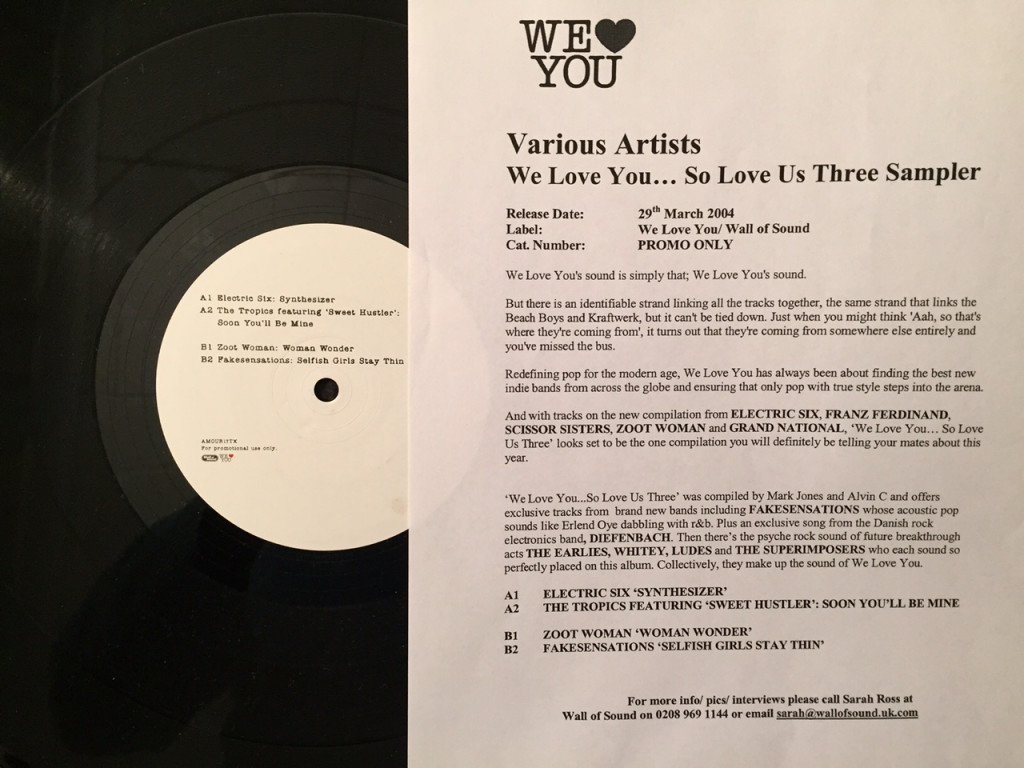 A1 Electric Six: Synthesizer
A2 The Tropics featuring 'Sweet Hustler':
Soon You'll Be Mine
B1 Zoot Woman: Woman Wonder
B2 Fakesensations: Selfish Girls Stay Thin
For promotional use only.
WE♥
YOU
WE♥
YOU
Various Artists
We Love You… So Love Us Three Sampler
Release Date: 29th March 2004
Label: We Love You/ Wall of Sound
Cat. Number: PROMO ONLY
We Love You's sound is simply that; We Love You's sound.
But there is an identifiable strand linking all the tracks together, the same strand that links the
Beach Boys and Kraftwerk, but it can't be tied down. Just when you might think 'Aah, so that's
where they're coming from', it turns out that they're coming from somewhere else entirely and
you've missed the bus.
Redefining pop for the modern age, We Love You has always been about finding the best new
indie bands from across the globe and ensuring that only pop with true style steps into the arena.
And with tracks on the new compilation from ELECTRIC SIX, FRANZ FERDINAND,
SCISSOR SISTERS, ZOOT WOMAN and GRAND NATIONAL, 'We Love You… So Love
Us Three' looks set to be the one compilation you will definitely be telling your mates about this
year.
'We Love You...So Love Us Three' was compiled by Mark Jones and Alvin C and offers
exclusive tracks from brand new bands including FAKESENSATIONS whose acoustic pop
sounds like Erlend Oye dabbling with r&b. Plus an exclusive song from the Danish rock
electronics band, DIEFENBACH. Then there's the psyche rock sound of future breakthrough
acts THE EARLIES, WHITEY, LUDES and THE SUPERIMPOSERS who each sound so
perfectly placed on this album. Collectively, they make up the sound of We Love You.
A1 ELECTRIC SIX 'SYNTHESIZER'
A2 THE TROPICS FEATURING 'SWEET HUSTLER': SOON YOU'LL BE MINE
B1 ZOOT WOMAN 'WOMAN WONDER'
B2 FAKESENSATIONS 'SELFISH GIRLS STAY THIN'
For more info/ pics/ interviews please call Sarah Ross at
Wall of Sound on 0208 969 1144 or email sarah@wallofsound.uk.com